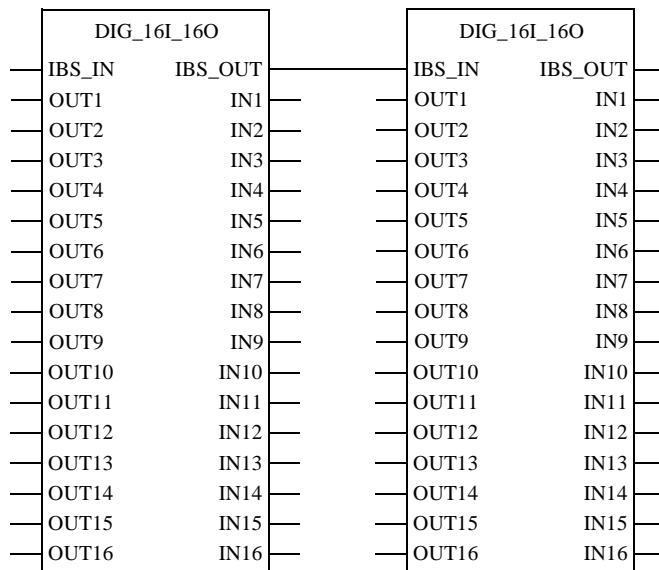 DIG_16I_16O DIG_16I_16O
IBS_IN IBS_OUT IBS_IN IBS_OUT
OUT1 IN1 OUT1 IN1
OUT2 IN2 OUT2 IN2
OUT3 IN3 OUT3 IN3
OUT4 IN4 OUT4 IN4
OUT5 IN5 OUT5 IN5
OUT6 IN6 OUT6 IN6
OUT7 IN7 OUT7 IN7
OUT8 IN8 OUT8 IN8
OUT9 IN9 OUT9 IN9
OUT10 IN10 OUT10 IN10
OUT11 IN11 OUT11 IN11
OUT12 IN12 OUT12 IN12
OUT13 IN13 OUT13 IN13
OUT14 IN14 OUT14 IN14
OUT15 IN15 OUT15 IN15
OUT16 IN16 OUT16 IN16